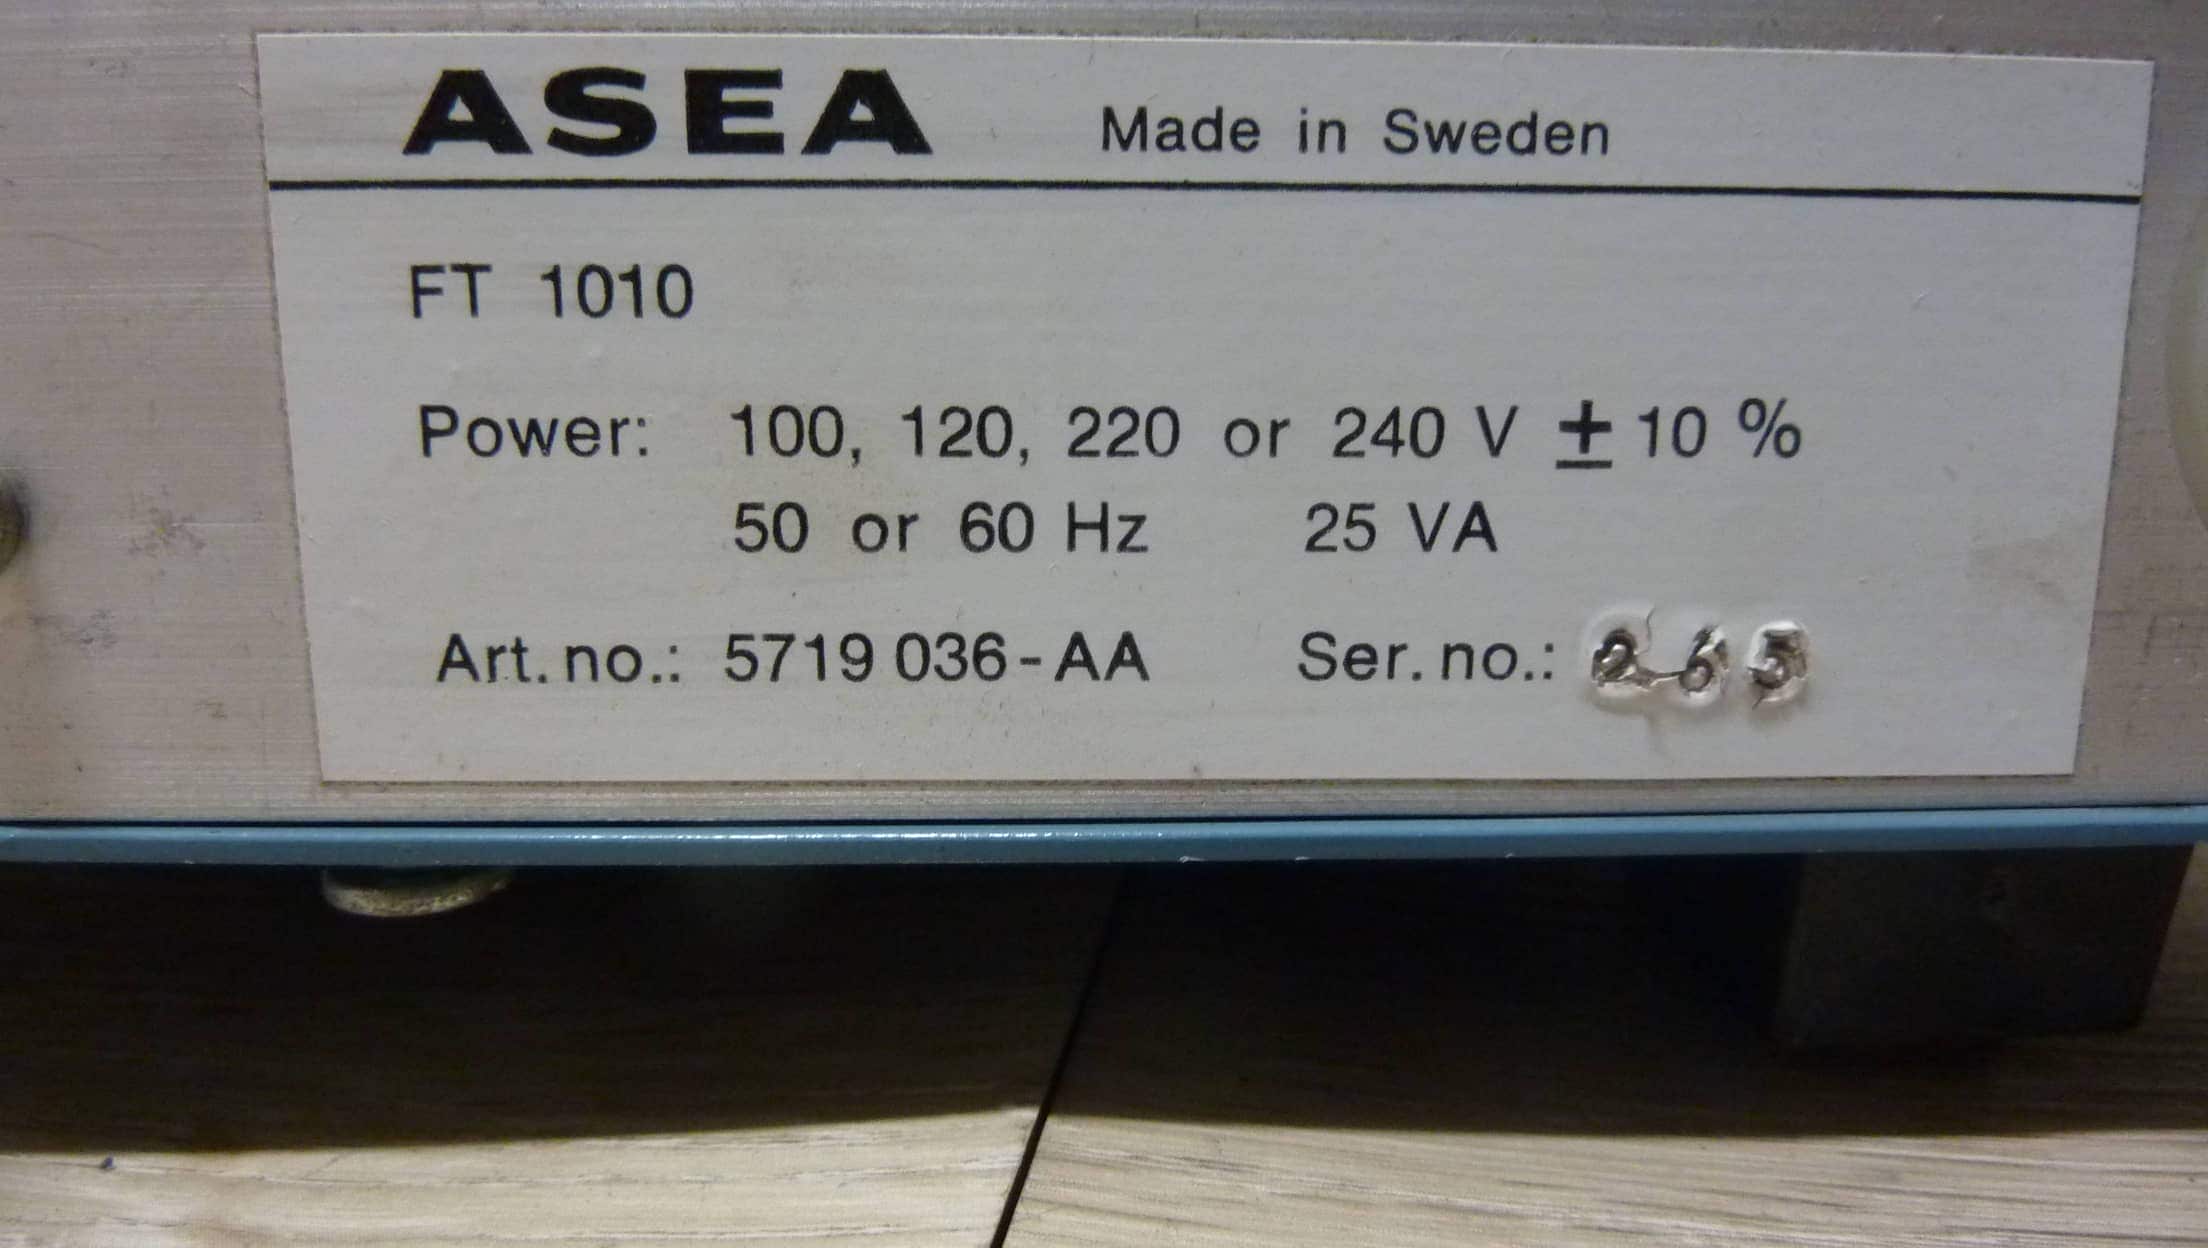 ASEA Made in Sweden
FT 1010
Power: 100, 120, 220 or 240 V ± 10 %
50 or 60 Hz 25 VA
Art. no.: 5719 036-AA Ser. no.: 265